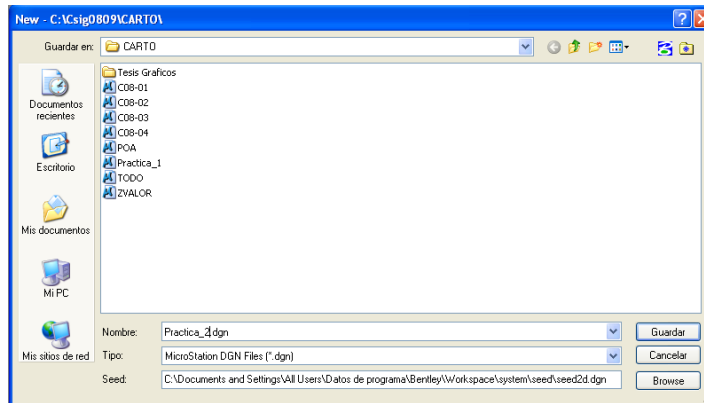 New - C:\Csig0809\CARTO\
Guardar en: CARTO
Documentos
recientes
Escritorio
Mis documentos
Mi PC
Mis sitios de red
Tesis Graficos
C08-01
C08-02
C08-03
C08-04
POA
Practica_1
TODO
ZVALOR
Nombre: Practica_2.dgn Guardar
Tipo: MicroStation DGN Files (*.dgn) Cancelar
Seed: C:\Documents and Settings\All Users\Datos de programa\Bentley\Workspace\system\seed\seed2d.dgn Browse